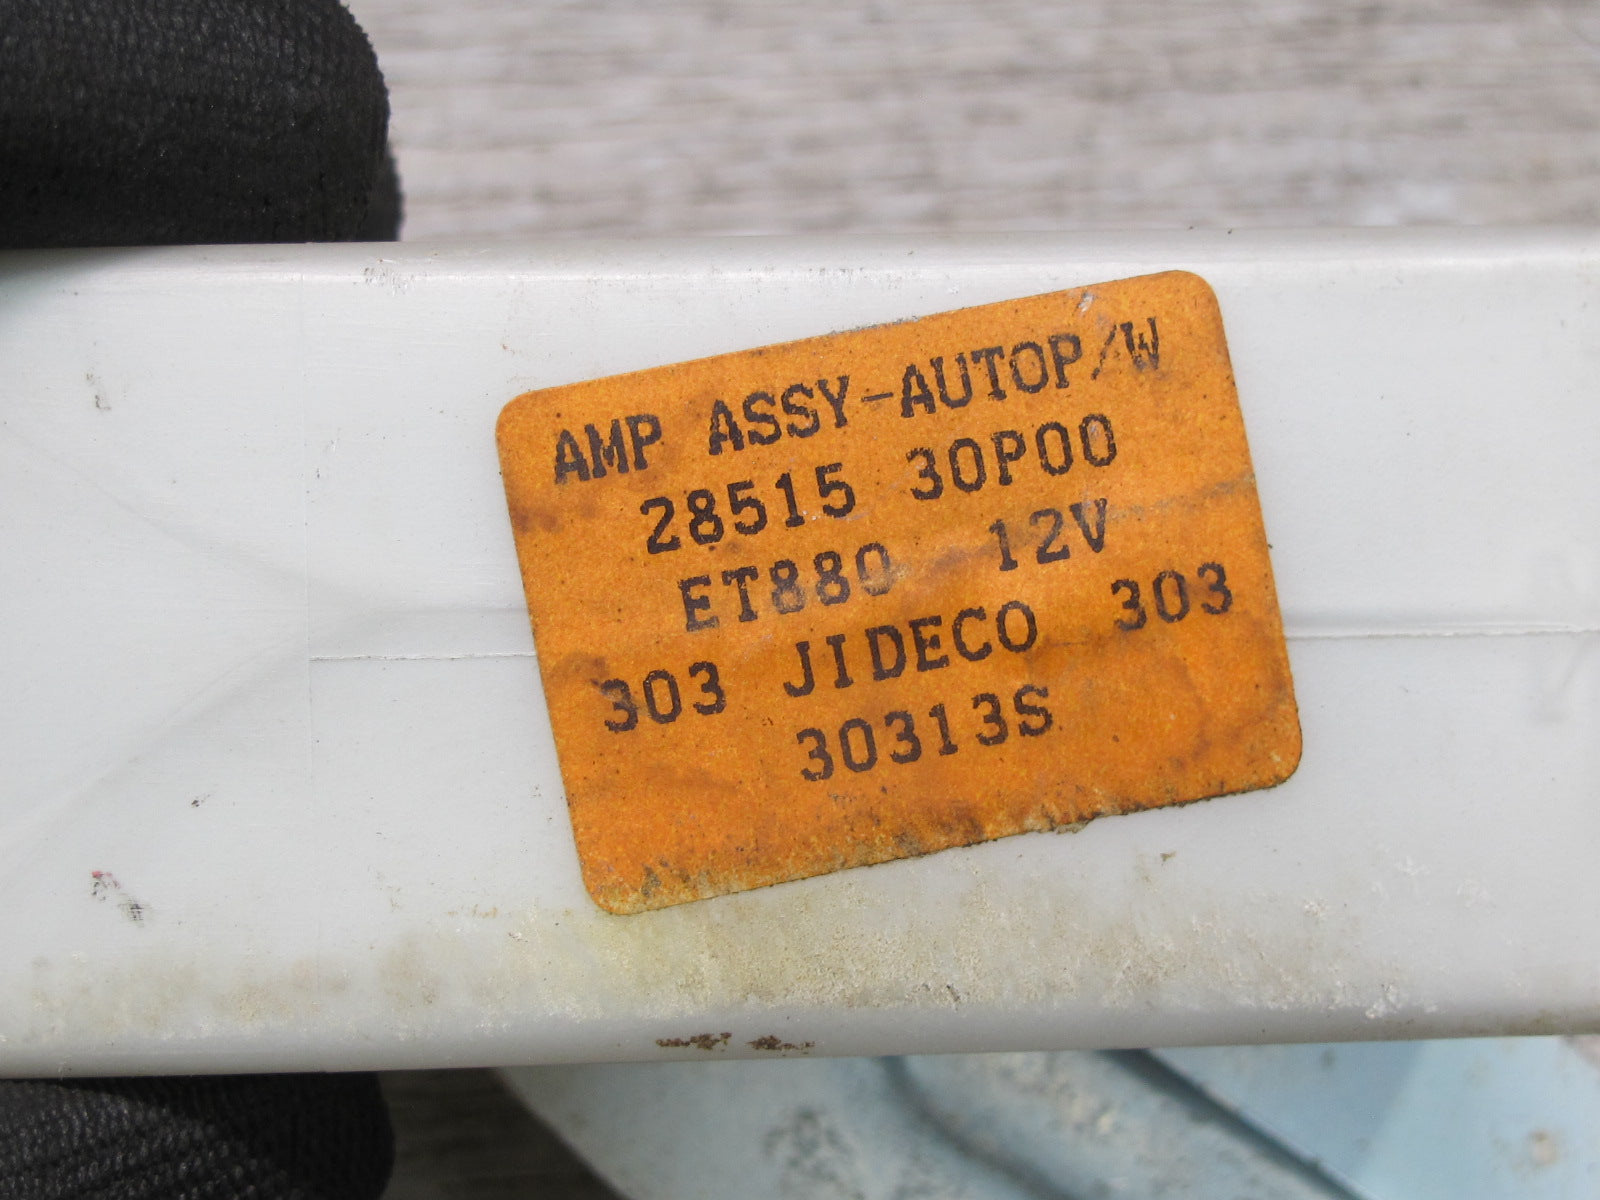 AMP ASSY-AUTOP/W
28515 30P00
ET880 12V
303 JIDECO 303
30313S